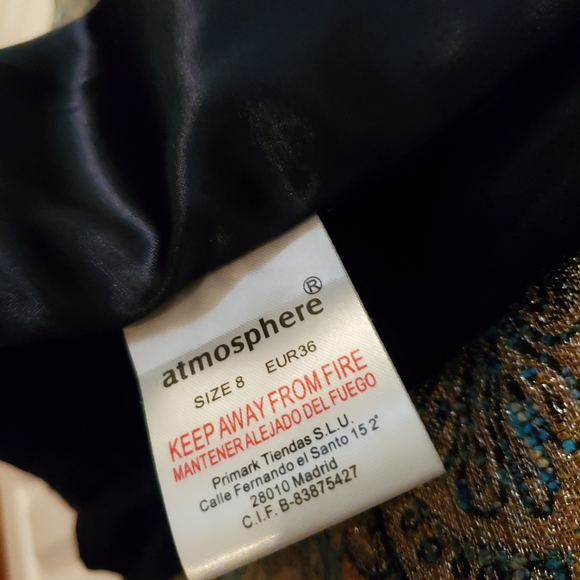 atmosphere®
SIZE 8 EUR36
KEEP AWAY FROM FIRE
MANTENER ALEJADO DEL FUEGO
Primark Tiendas S.L.U.
Calle Fernando el Santo 15 2°
28010 Madrid
C.I.F. B-83875427